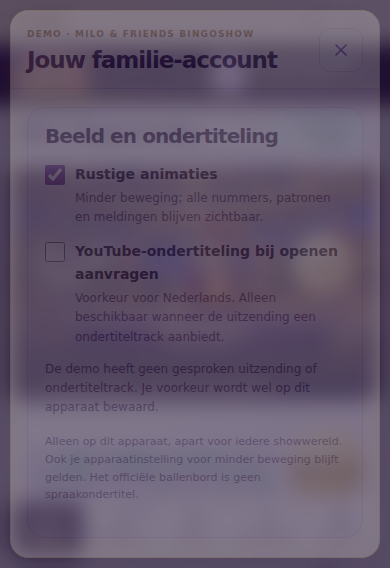 DEMO · MILO & FRIENDS BINGOSHOW
Jouw familie-account
Beeld en ondertiteling
Rustige animaties
Minder beweging; alle nummers, patronen
en meldingen blijven zichtbaar.
YouTube-ondertiteling bij openen
aanvragen
Voorkeur voor Nederlands. Alleen
beschikbaar wanneer de uitzending een
ondertiteltrack aanbiedt.
De demo heeft geen gesproken uitzending of
ondertiteltrack. Je voorkeur wordt wel op dit
apparaat bewaard.
Alleen op dit apparaat, apart voor iedere showwereld.
Ook je apparaatinstelling voor minder beweging blijft
gelden. Het officiële ballenbord is geen
spraakondertitel.